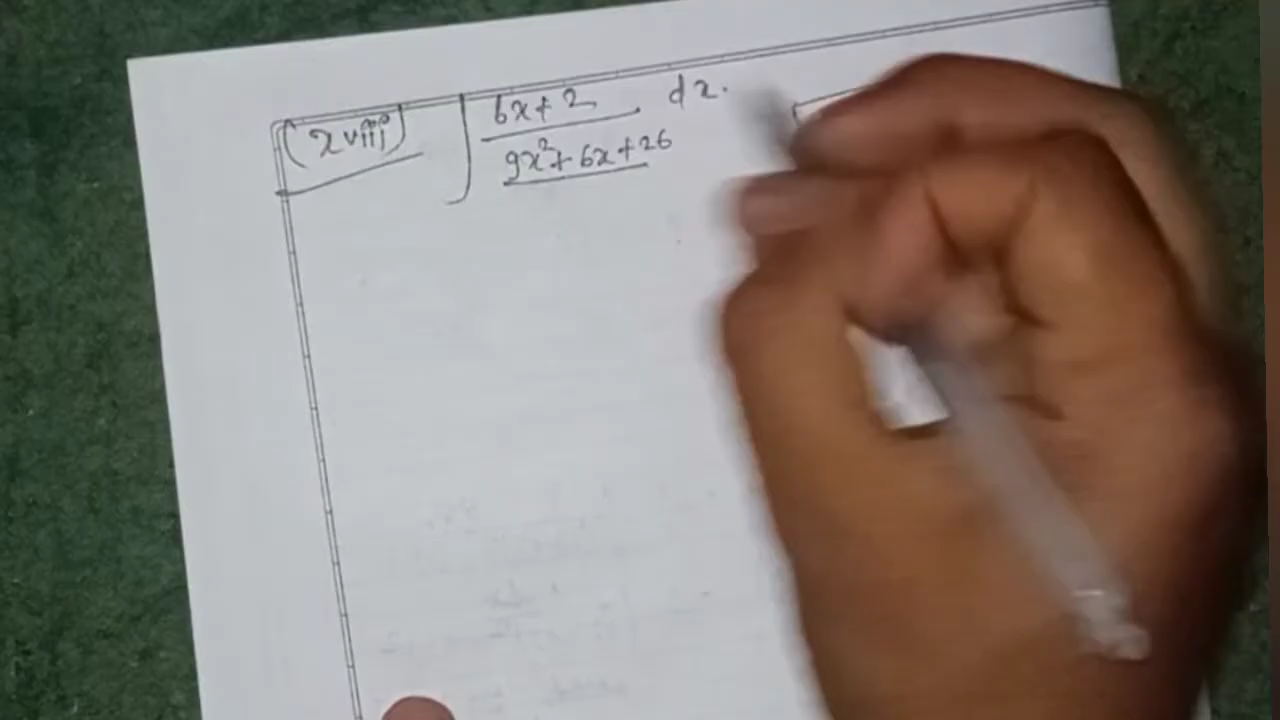 (xviii) ∫ 6x+2 / 9x²+6x+26 dx.